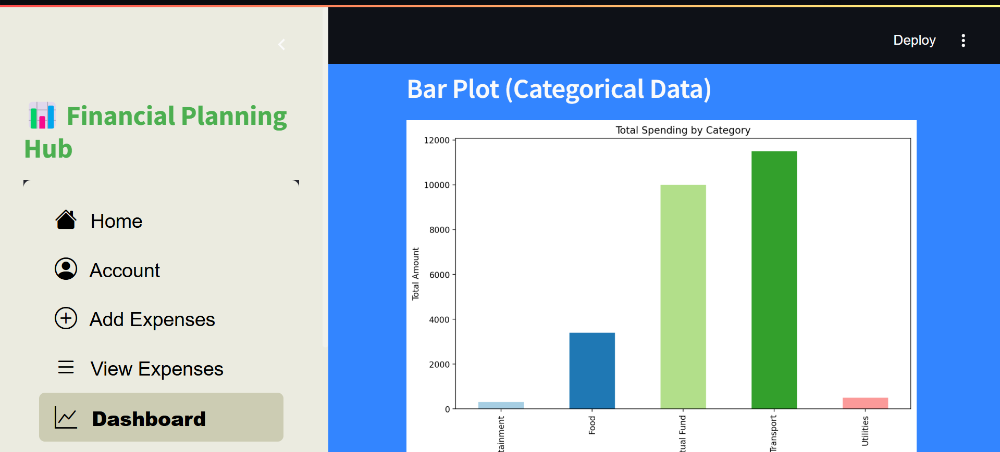 Deploy
Financial Planning
Hub
Home
Account
Add Expenses
View Expenses
Dashboard
Bar Plot (Categorical Data)
Total Spending by Category
Total Amount
12000
10000
8000
6000
4000
2000
0
tainment
Food
tual Fund
Transport
Utilities